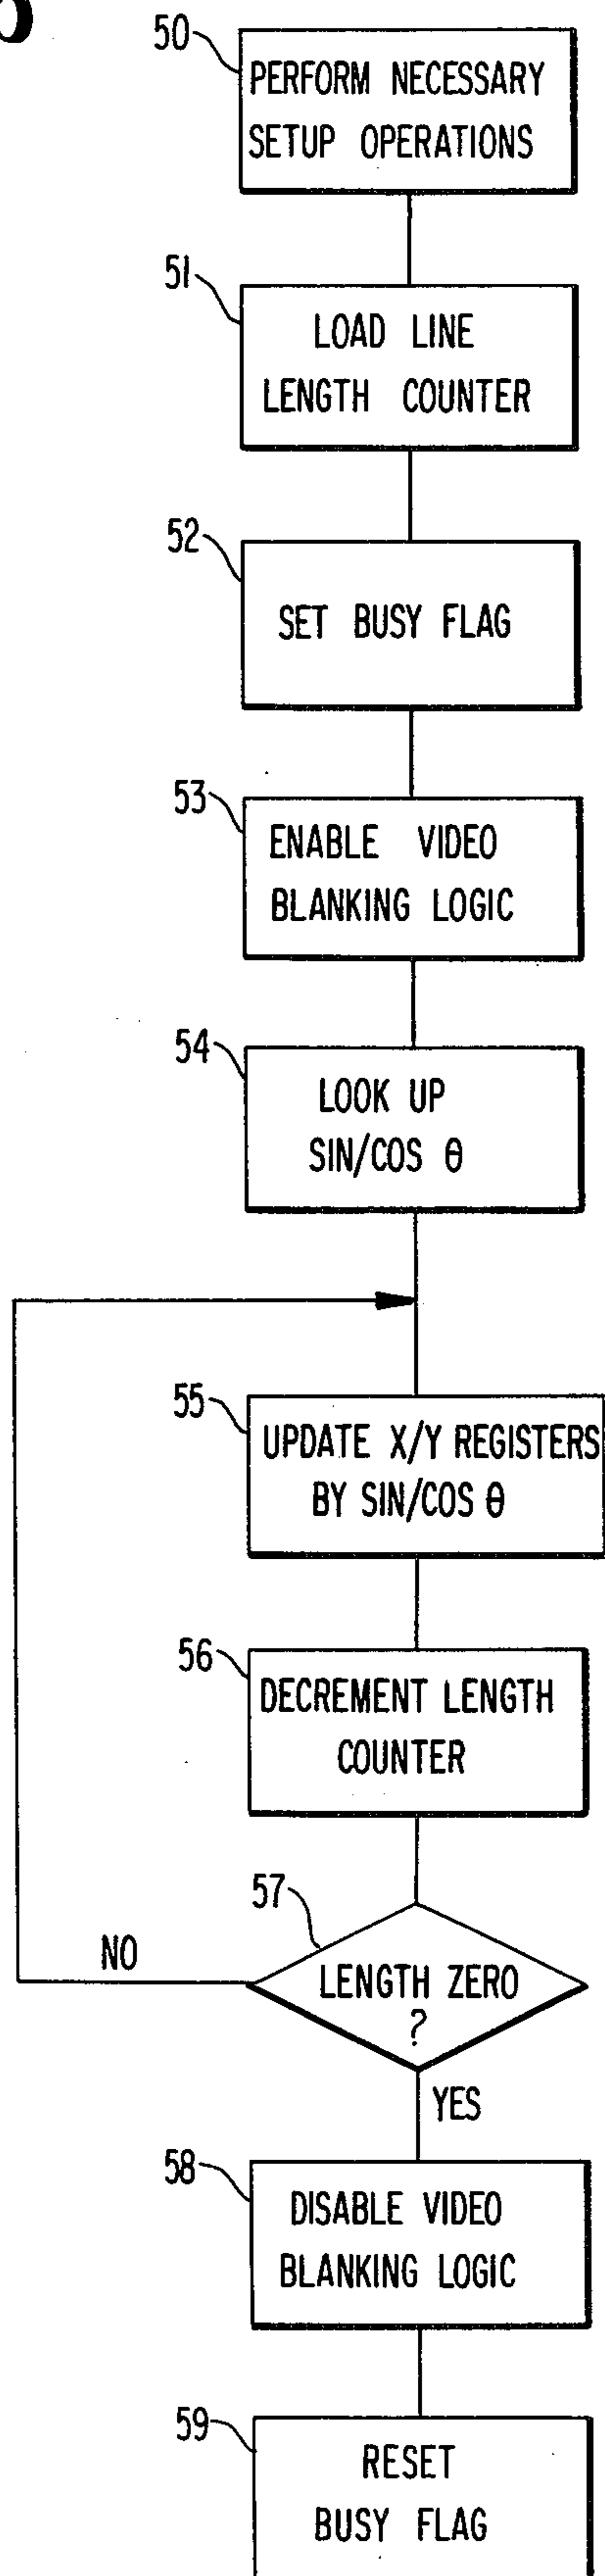 50
PERFORM NECESSARY
SETUP OPERATIONS
51
LOAD LINE
LENGTH COUNTER
52
SET BUSY FLAG
53
ENABLE VIDEO
BLANKING LOGIC
54
LOOK UP
SIN/COS θ
55
UPDATE X/Y REGISTERS
BY SIN/COS θ
56
DECREMENT LENGTH
COUNTER
57
NO
LENGTH ZERO
?
YES
58
DISABLE VIDEO
BLANKING LOGIC
59
RESET
BUSY FLAG